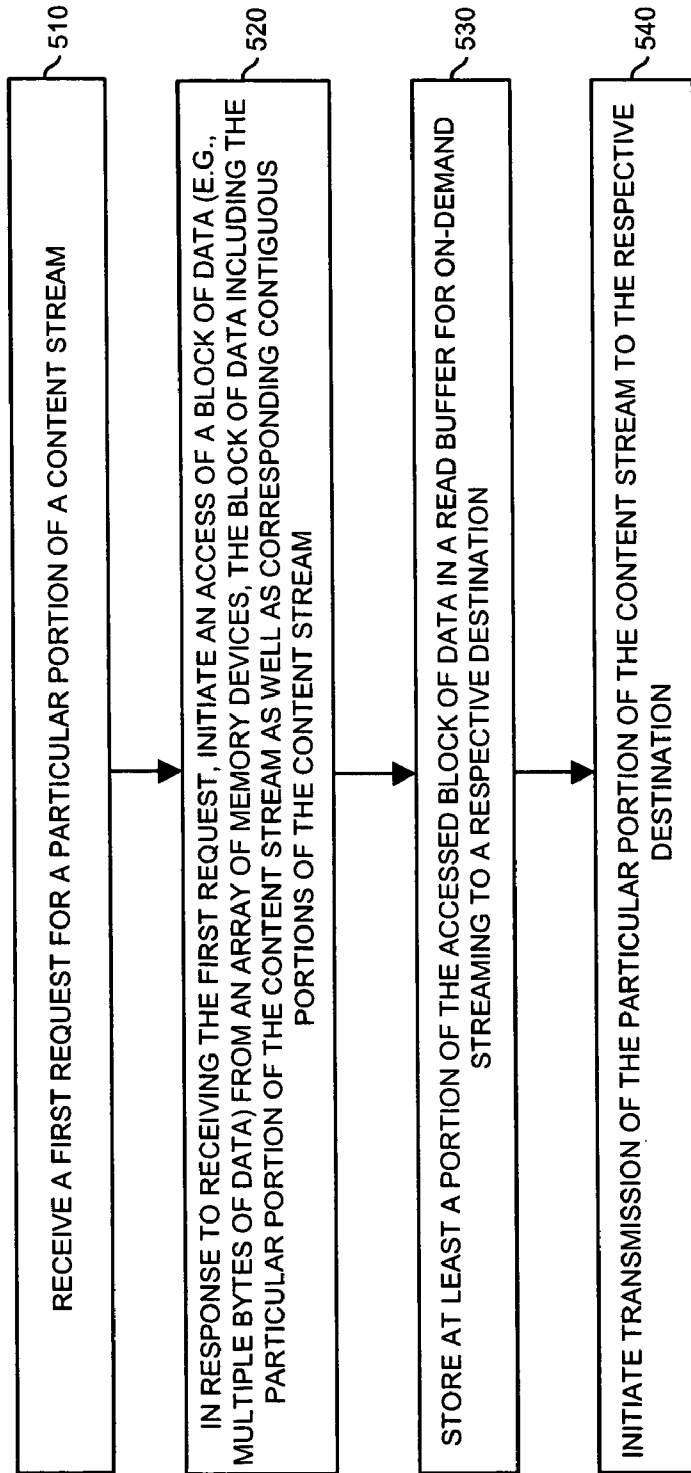 RECEIVE A FIRST REQUEST FOR A PARTICULAR PORTION OF A CONTENT STREAM
510
IN RESPONSE TO RECEIVING THE FIRST REQUEST, INITIATE AN ACCESS OF A BLOCK OF DATA (E.G.,
MULTIPLE BYTES OF DATA) FROM AN ARRAY OF MEMORY DEVICES, THE BLOCK OF DATA INCLUDING THE
PARTICULAR PORTION OF THE CONTENT STREAM AS WELL AS CORRESPONDING CONTIGUOUS
PORTIONS OF THE CONTENT STREAM
520
STORE AT LEAST A PORTION OF THE ACCESSED BLOCK OF DATA IN A READ BUFFER FOR ON-DEMAND
STREAMING TO A RESPECTIVE DESTINATION
530
INITIATE TRANSMISSION OF THE PARTICULAR PORTION OF THE CONTENT STREAM TO THE RESPECTIVE
DESTINATION
540